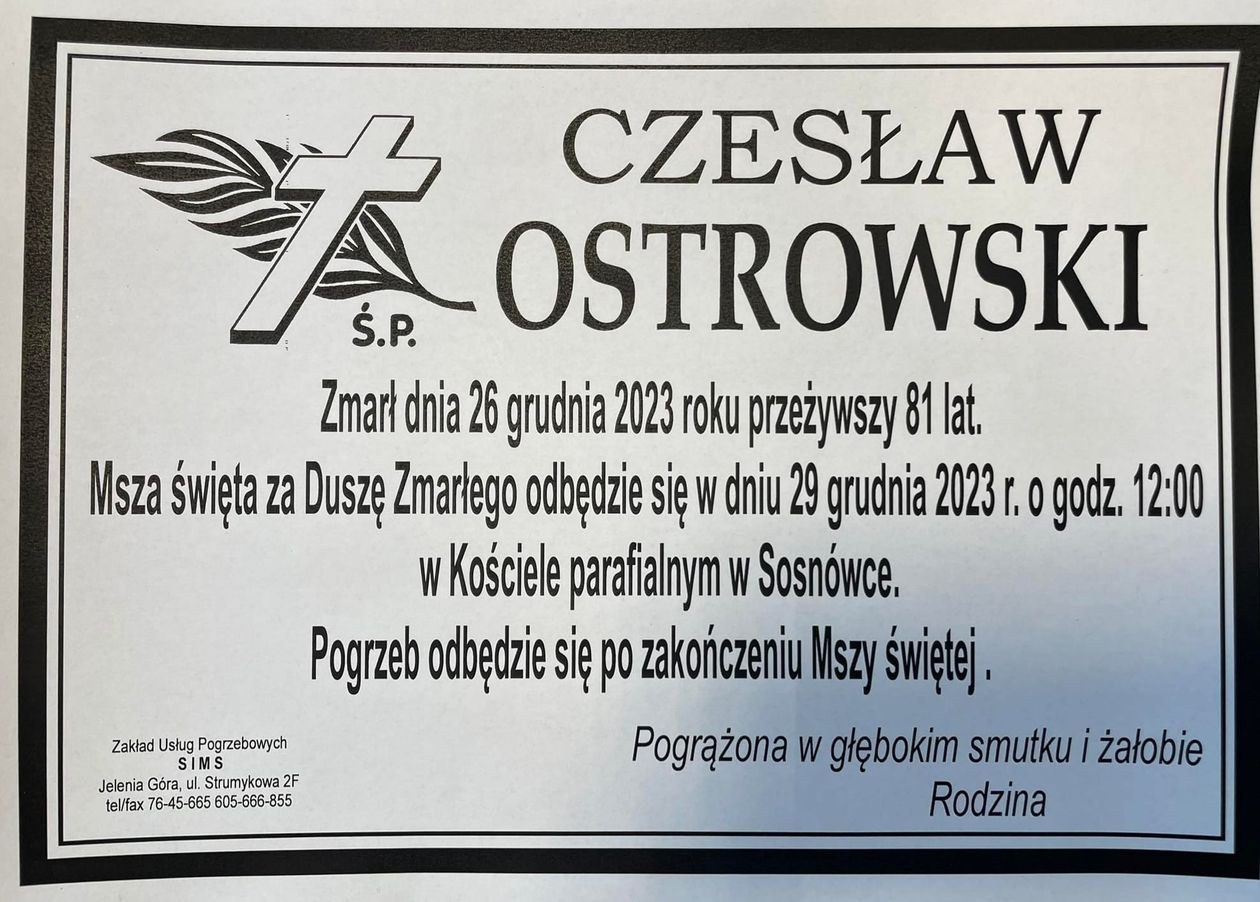 CZESŁAW
OSTROWSKI
Ś.P.
Zmarł dnia 26 grudnia 2023 roku przeżywszy 81 lat.
Msza święta za Duszę Zmarłego odbędzie się w dniu 29 grudnia 2023 r. o godz. 12:00
w Kościele parafialnym w Sosnówce.
Pogrzeb odbędzie się po zakończeniu Mszy świętej .
Pogrążona w głębokim smutku i żałobie
Rodzina
Zakład Usług Pogrzebowych
SIMS
Jelenia Góra, ul. Strumykowa 2F
tel/fax 76-45-665 605-666-855